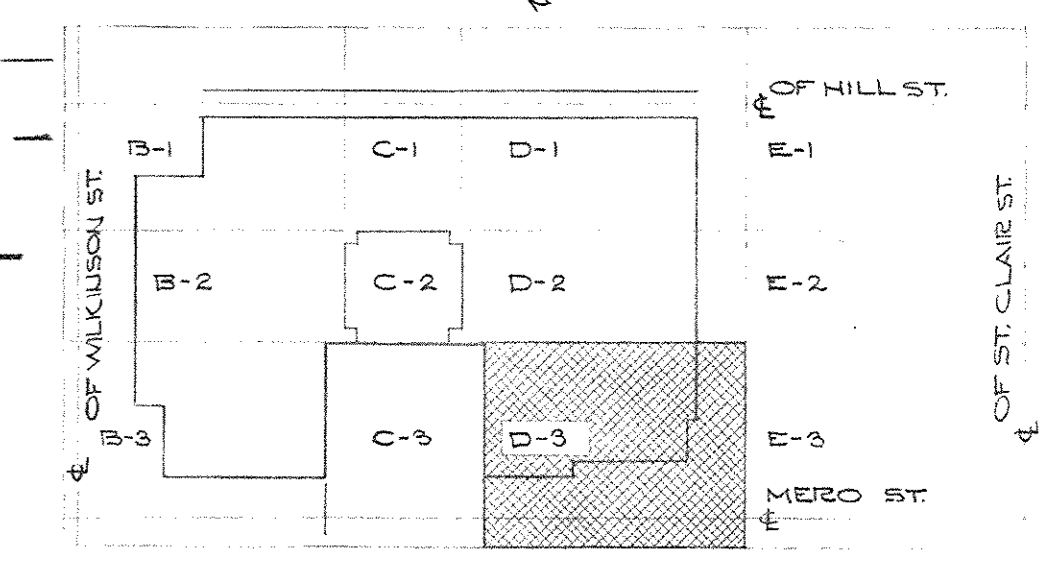 N
℄ OF HILL ST.
B-1 C-1 D-1 E-1
℄ OF WILKINSON ST.
℄ OF ST. CLAIR ST.
B-2 C-2 D-2 E-2
B-3 C-3 D-3 E-3
℄ MERO ST.